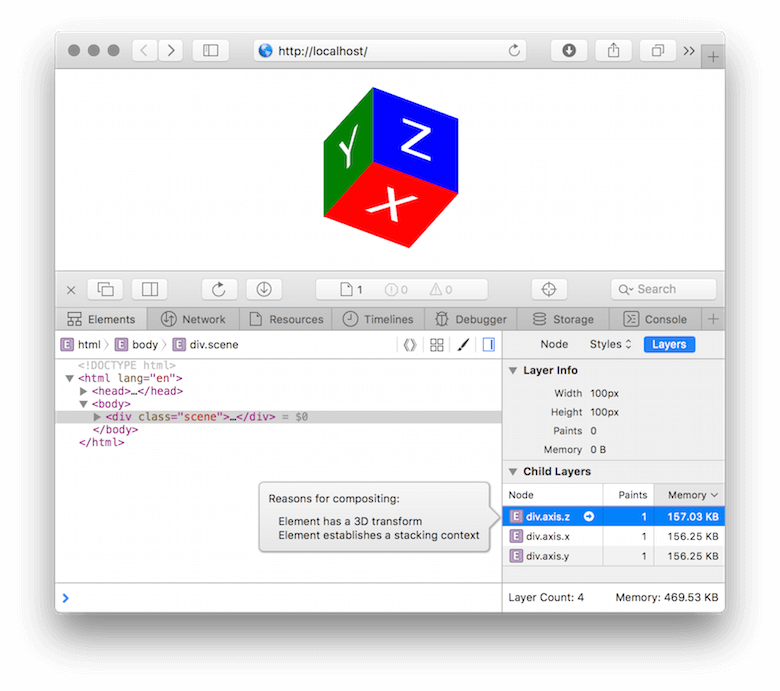 http://localhost/
Y
Z
X
1 0 0
Search
Elements Network Resources Timelines Debugger Storage Console
E html E body E div.scene
Node Styles Layers
<!DOCTYPE html>
<html lang="en">
<head>…</head>
<body>
<div class="scene">…</div> = $0
</body>
</html>
Layer Info
Width 100px
Height 100px
Paints 0
Memory 0 B
Child Layers
Node Paints Memory
E div.axis.z 1 157.03 KB
E div.axis.x 1 156.25 KB
E div.axis.y 1 156.25 KB
Reasons for compositing:
Element has a 3D transform
Element establishes a stacking context
Layer Count: 4 Memory: 469.53 KB